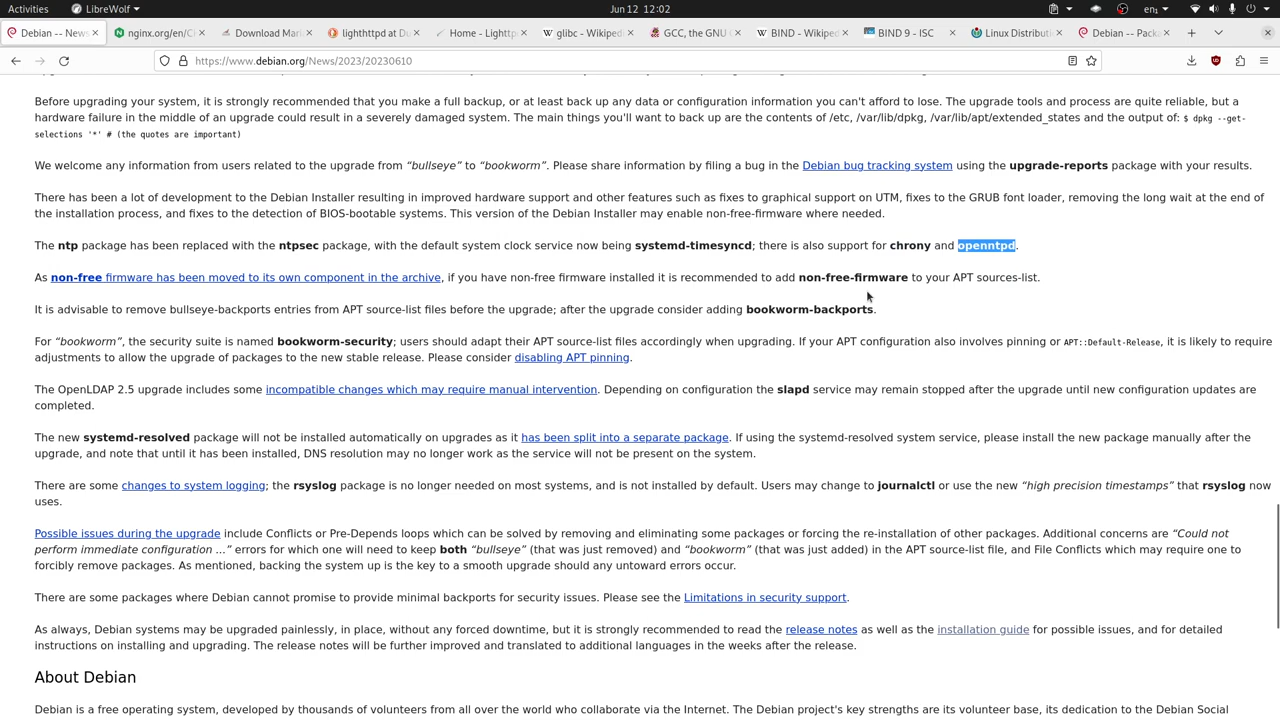 Activities LibreWolf Jun 12 12:02 en1
Debian -- News nginx.org/en/C Download Mari lighthttpd at Du Home - Lighttp glibc - Wikiped GCC, the GNU C BIND - Wikiped BIND 9 - ISC Linux Distributi Debian -- Packa
https://www.debian.org/News/2023/20230610
Before upgrading your system, it is strongly recommended that you make a full backup, or at least back up any data or configuration information you can't afford to lose. The upgrade tools and process are quite reliable, but a
hardware failure in the middle of an upgrade could result in a severely damaged system. The main things you'll want to back up are the contents of /etc, /var/lib/dpkg, /var/lib/apt/extended_states and the output of: $ dpkg --get-
selections '*' # (the quotes are important)
We welcome any information from users related to the upgrade from “bullseye” to “bookworm”. Please share information by filing a bug in the Debian bug tracking system using the upgrade-reports package with your results.
There has been a lot of development to the Debian Installer resulting in improved hardware support and other features such as fixes to graphical support on UTM, fixes to the GRUB font loader, removing the long wait at the end of
the installation process, and fixes to the detection of BIOS-bootable systems. This version of the Debian Installer may enable non-free-firmware where needed.
The ntp package has been replaced with the ntpsec package, with the default system clock service now being systemd-timesyncd; there is also support for chrony and openntpd.
As non-free firmware has been moved to its own component in the archive, if you have non-free firmware installed it is recommended to add non-free-firmware to your APT sources-list.
It is advisable to remove bullseye-backports entries from APT source-list files before the upgrade; after the upgrade consider adding bookworm-backports.
For “bookworm”, the security suite is named bookworm-security; users should adapt their APT source-list files accordingly when upgrading. If your APT configuration also involves pinning or APT::Default-Release, it is likely to require
adjustments to allow the upgrade of packages to the new stable release. Please consider disabling APT pinning.
The OpenLDAP 2.5 upgrade includes some incompatible changes which may require manual intervention. Depending on configuration the slapd service may remain stopped after the upgrade until new configuration updates are
completed.
The new systemd-resolved package will not be installed automatically on upgrades as it has been split into a separate package. If using the systemd-resolved system service, please install the new package manually after the
upgrade, and note that until it has been installed, DNS resolution may no longer work as the service will not be present on the system.
There are some changes to system logging; the rsyslog package is no longer needed on most systems, and is not installed by default. Users may change to journalctl or use the new “high precision timestamps” that rsyslog now
uses.
Possible issues during the upgrade include Conflicts or Pre-Depends loops which can be solved by removing and eliminating some packages or forcing the re-installation of other packages. Additional concerns are “Could not
perform immediate configuration ...” errors for which one will need to keep both “bullseye” (that was just removed) and “bookworm” (that was just added) in the APT source-list file, and File Conflicts which may require one to
forcibly remove packages. As mentioned, backing the system up is the key to a smooth upgrade should any untoward errors occur.
There are some packages where Debian cannot promise to provide minimal backports for security issues. Please see the Limitations in security support.
As always, Debian systems may be upgraded painlessly, in place, without any forced downtime, but it is strongly recommended to read the release notes as well as the installation guide for possible issues, and for detailed
instructions on installing and upgrading. The release notes will be further improved and translated to additional languages in the weeks after the release.
About Debian
Debian is a free operating system, developed by thousands of volunteers from all over the world who collaborate via the Internet. The Debian project's key strengths are its volunteer base, its dedication to the Debian Social